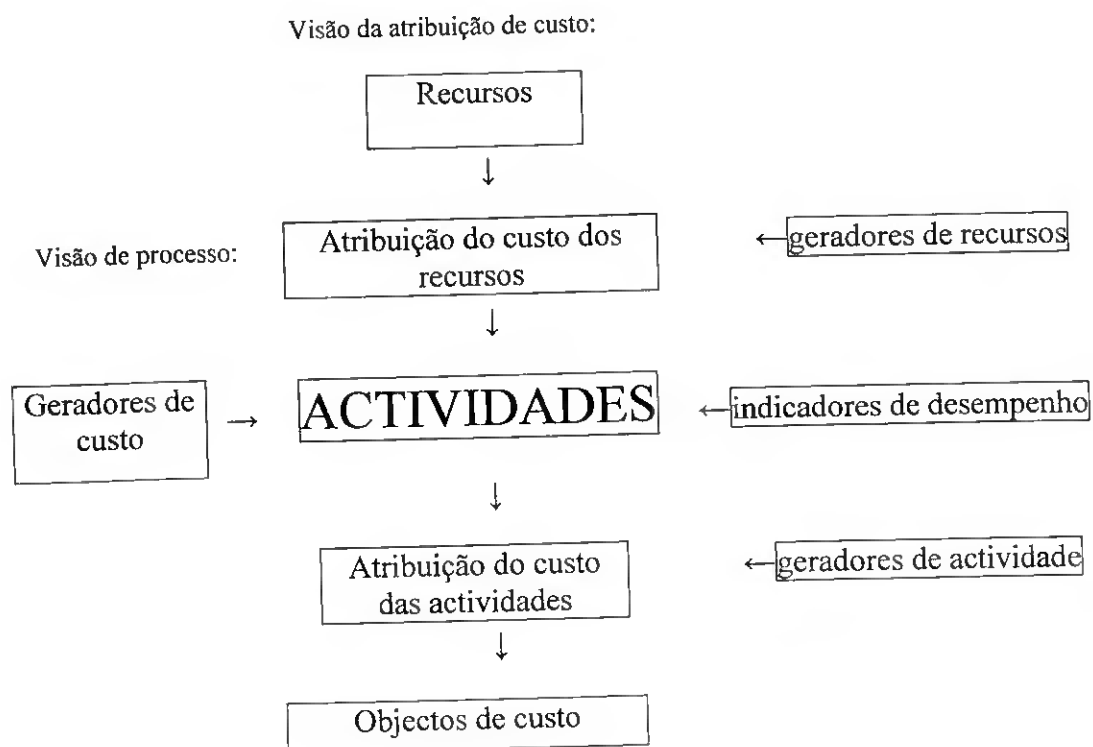 Visão da atribuição de custo:
Recursos
↓
Visão de processo:
Atribuição do custo dos
recursos
←geradores de recursos
↓
Geradores de
custo
→
ACTIVIDADES
←indicadores de desempenho
↓
Atribuição do custo
das actividades
←geradores de actividade
↓
Objectos de custo